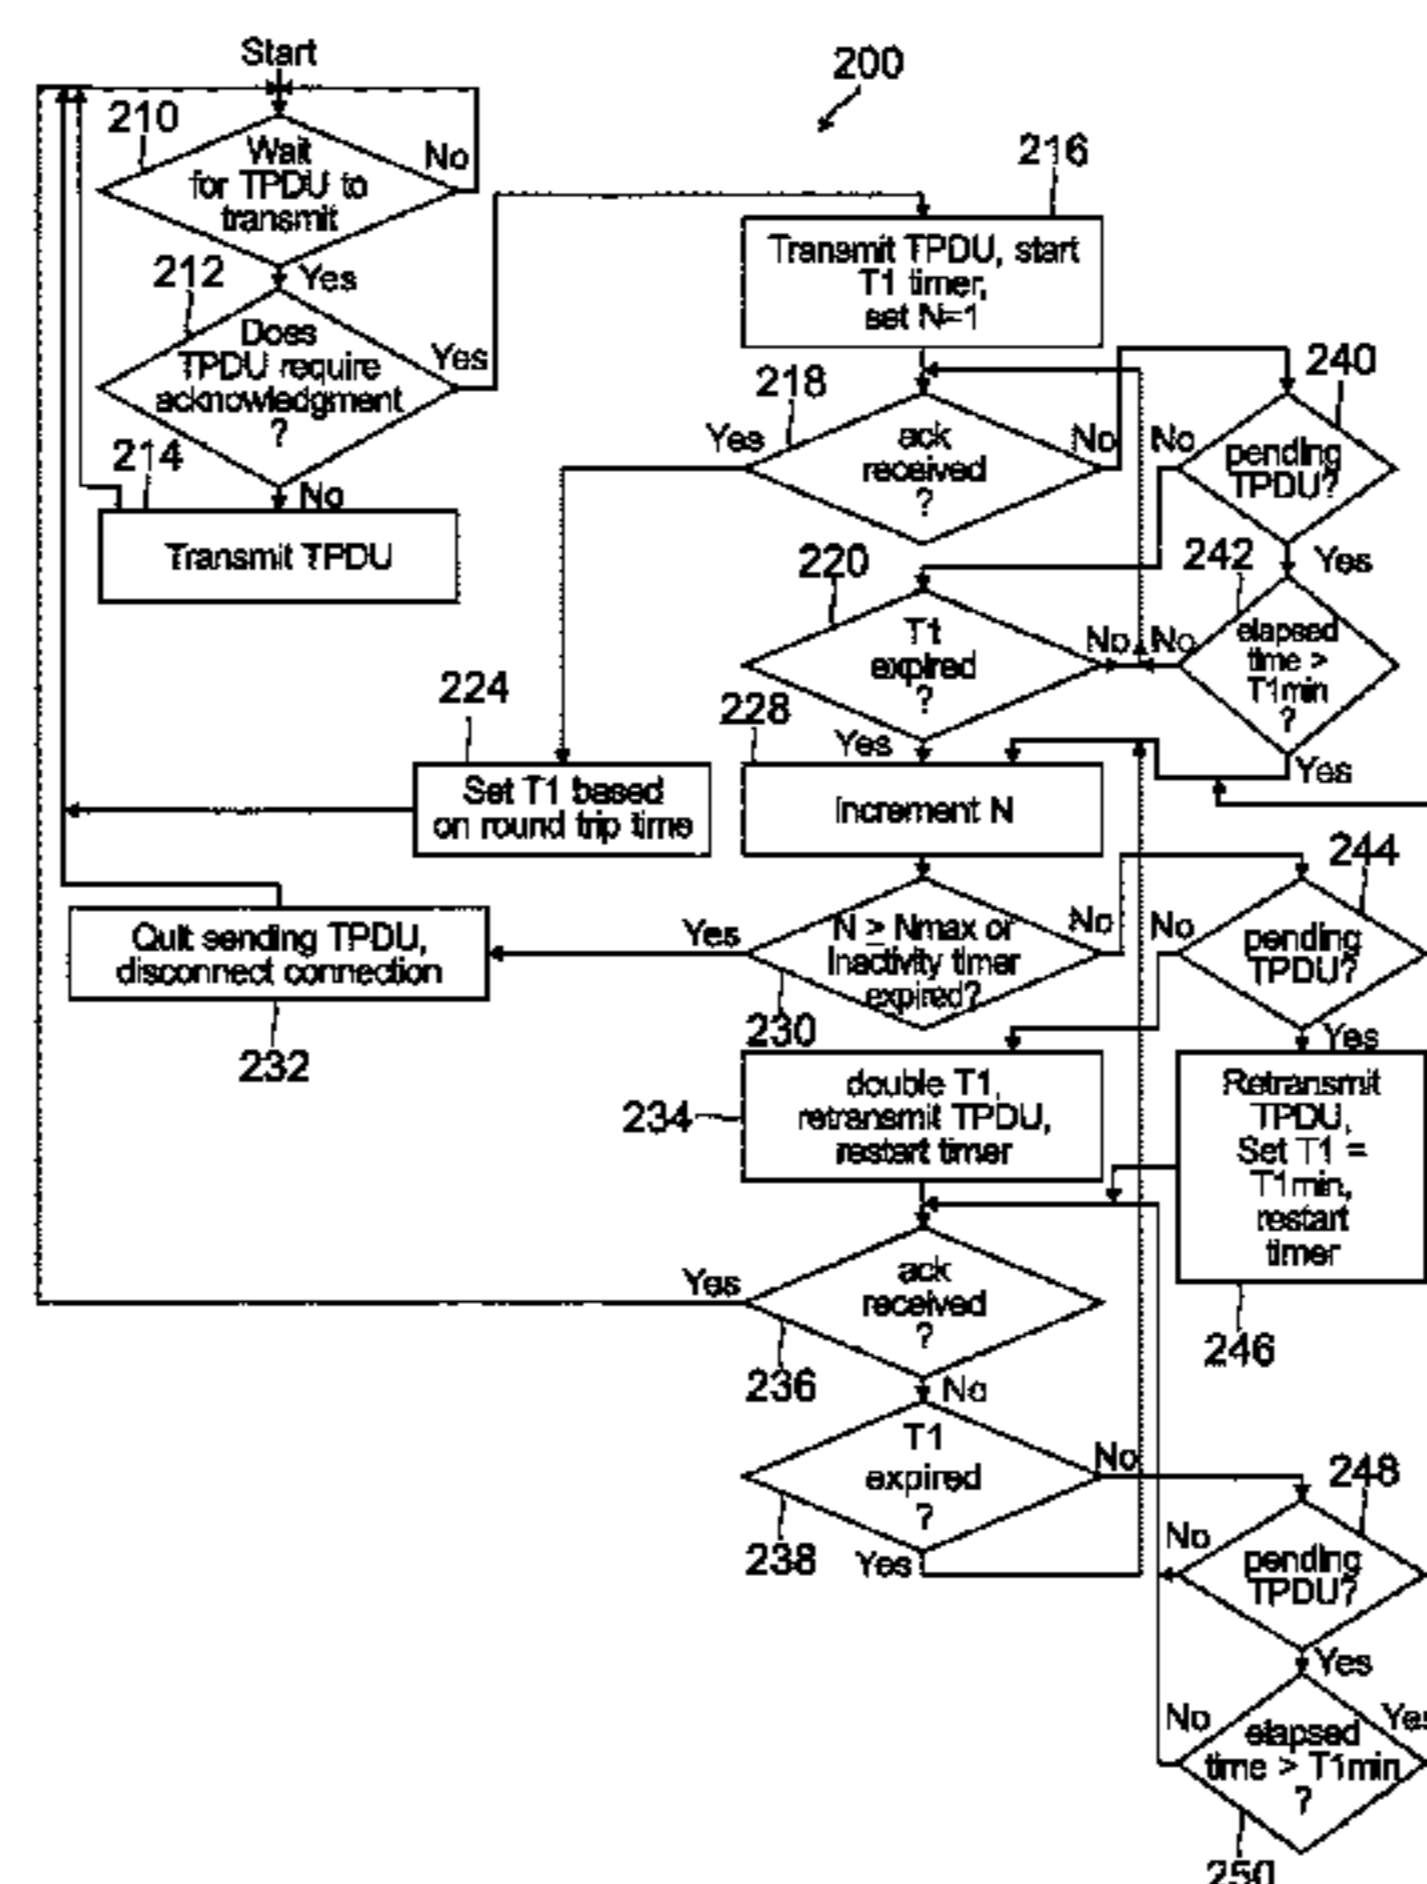 Start
200
210
Wait
for TPDU to
transmit
No
Yes
212
Doss
TPDU require
acknowledgment
?
Yes
No
214
Transmit TPDU
216
Transmit TPDU, start
T1 timer,
set N=1
218
ack
received
?
Yes
No
240
pending
TPDU?
No
Yes
220
T1
expired
?
No
Yes
242
elapsed
time >
T1min
?
No
Yes
224
Set T1 based
on round trip time
228
Increment N
230
N ≥ Nmax or
Inactivity timer
expired?
Yes
No
232
Quit sending TPDU,
disconnect connection
244
pending
TPDU?
No
Yes
234
double T1,
retransmit TPDU,
restart timer
246
Retransmit
TPDU,
Set T1 =
T1min,
restart
timer
236
ack
received
?
Yes
No
238
T1
expired
?
No
Yes
248
pending
TPDU?
No
Yes
250
elapsed
time > T1min
?
No
Yes